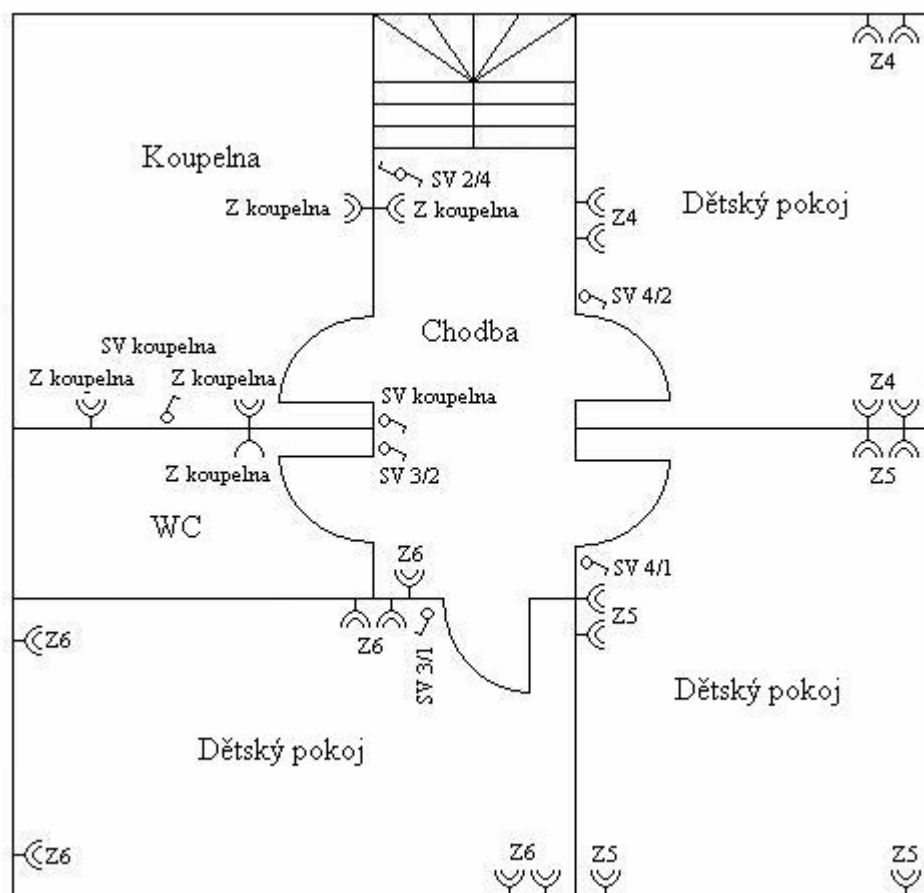 Z4
Koupelna
SV 2/4
Z koupelna
Z koupelna
Z4
Dětský pokoj
SV 4/2
Chodba
SV koupelna
Z koupelna
Z koupelna
SV koupelna
Z4
Z koupelna
SV 3/2
Z5
WC
Z6
SV 4/1
Z6
Z6
SV 3/1
Z5
Dětský pokoj
Dětský pokoj
Z6
Z6
Z5
Z5